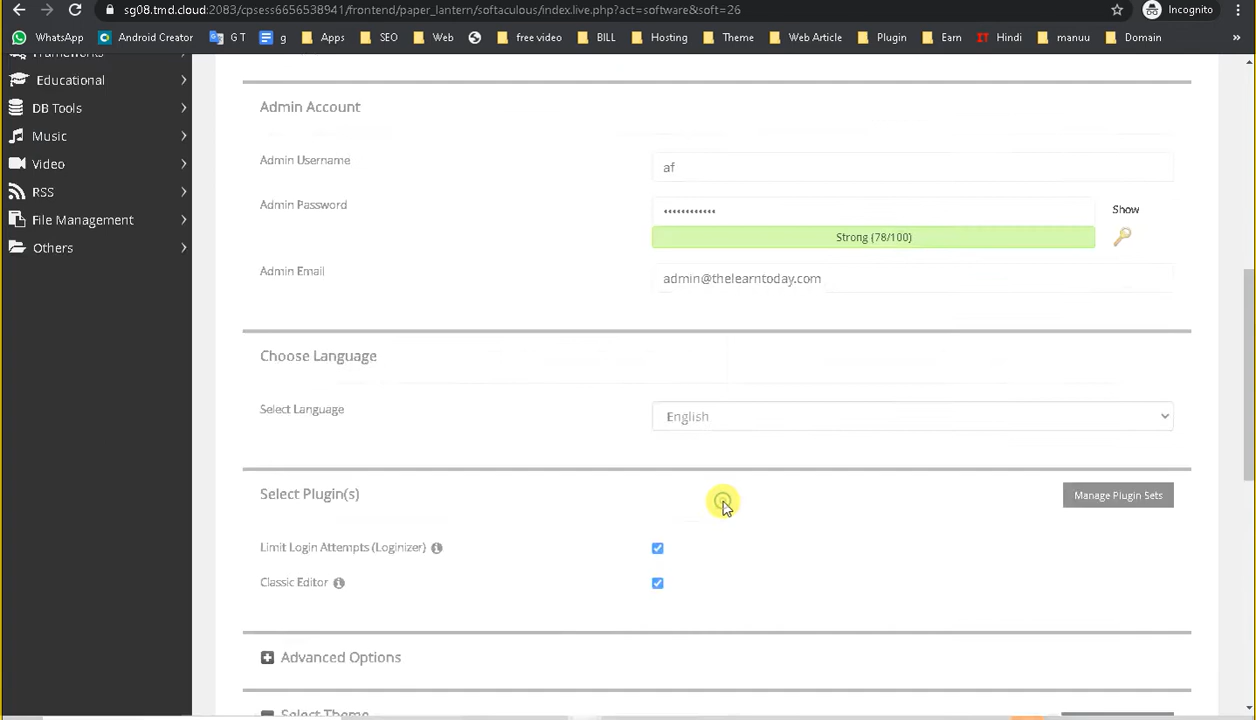 sg08.tmd.cloud:2083/cpsess6656538941/frontend/paper_lantern/softaculous/index.live.php?act=software&soft=26
Incognito
WhatsApp Android Creator G T g Apps SEO Web free video BILL Hosting Theme Web Article Plugin Earn IT Hindi manuu Domain »
Frameworks
Educational
DB Tools
Music
Video
RSS
File Management
Others
Admin Account
Admin Username
af
Admin Password
············
Show
Strong (78/100)
Admin Email
admin@thelearntoday.com
Choose Language
Select Language
English
Select Plugin(s)
Manage Plugin Sets
Limit Login Attempts (Loginizer)
Classic Editor
Advanced Options
Select Theme